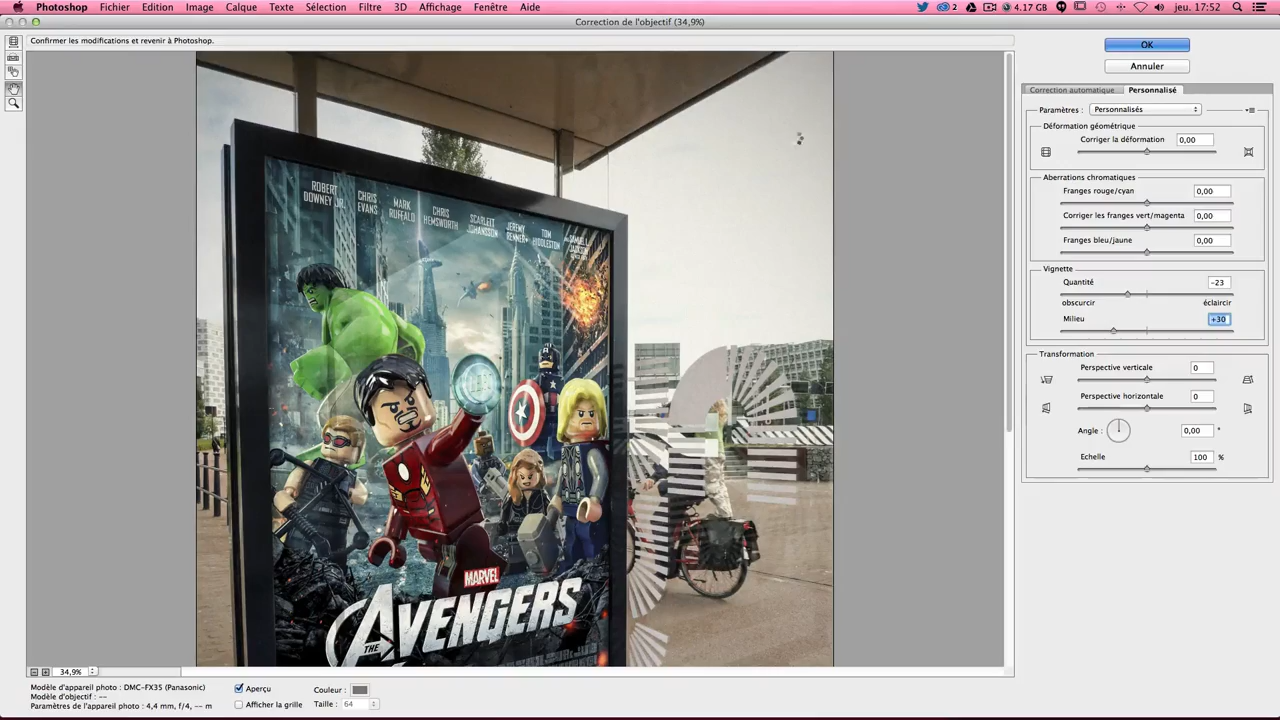 Photoshop Fichier Edition Image Calque Texte Sélection Filtre 3D Affichage Fenêtre Aide
2 4.17 GB jeu. 17:52
Correction de l'objectif (34,9%)
Confirmer les modifications et revenir à Photoshop.
OK
Annuler
Correction automatique Personnalisé
Paramètres : Personnalisés
Déformation géométrique
Corriger la déformation 0,00
Aberrations chromatiques
Franges rouge/cyan 0,00
Corriger les franges vert/magenta 0,00
Franges bleu/jaune 0,00
Vignette
Quantité -23
obscurcir éclaircir
Milieu +30
Transformation
Perspective verticale 0
Perspective horizontale 0
Angle : 0,00 °
Echelle 100 %
ROBERT DOWNEY JR.
CHRIS EVANS
MARK RUFFALO
CHRIS HEMSWORTH
SCARLETT JOHANSSON
JEREMY RENNER
TOM HIDDLESTON
SAMUEL L. JACKSON
MARVEL
THE AVENGERS
34,9%
Modèle d'appareil photo : DMC-FX35 (Panasonic)
Modèle d'objectif : --
Paramètres de l'appareil photo : 4,4 mm, f/4, -- m
Aperçu Couleur :
Afficher la grille Taille : 64